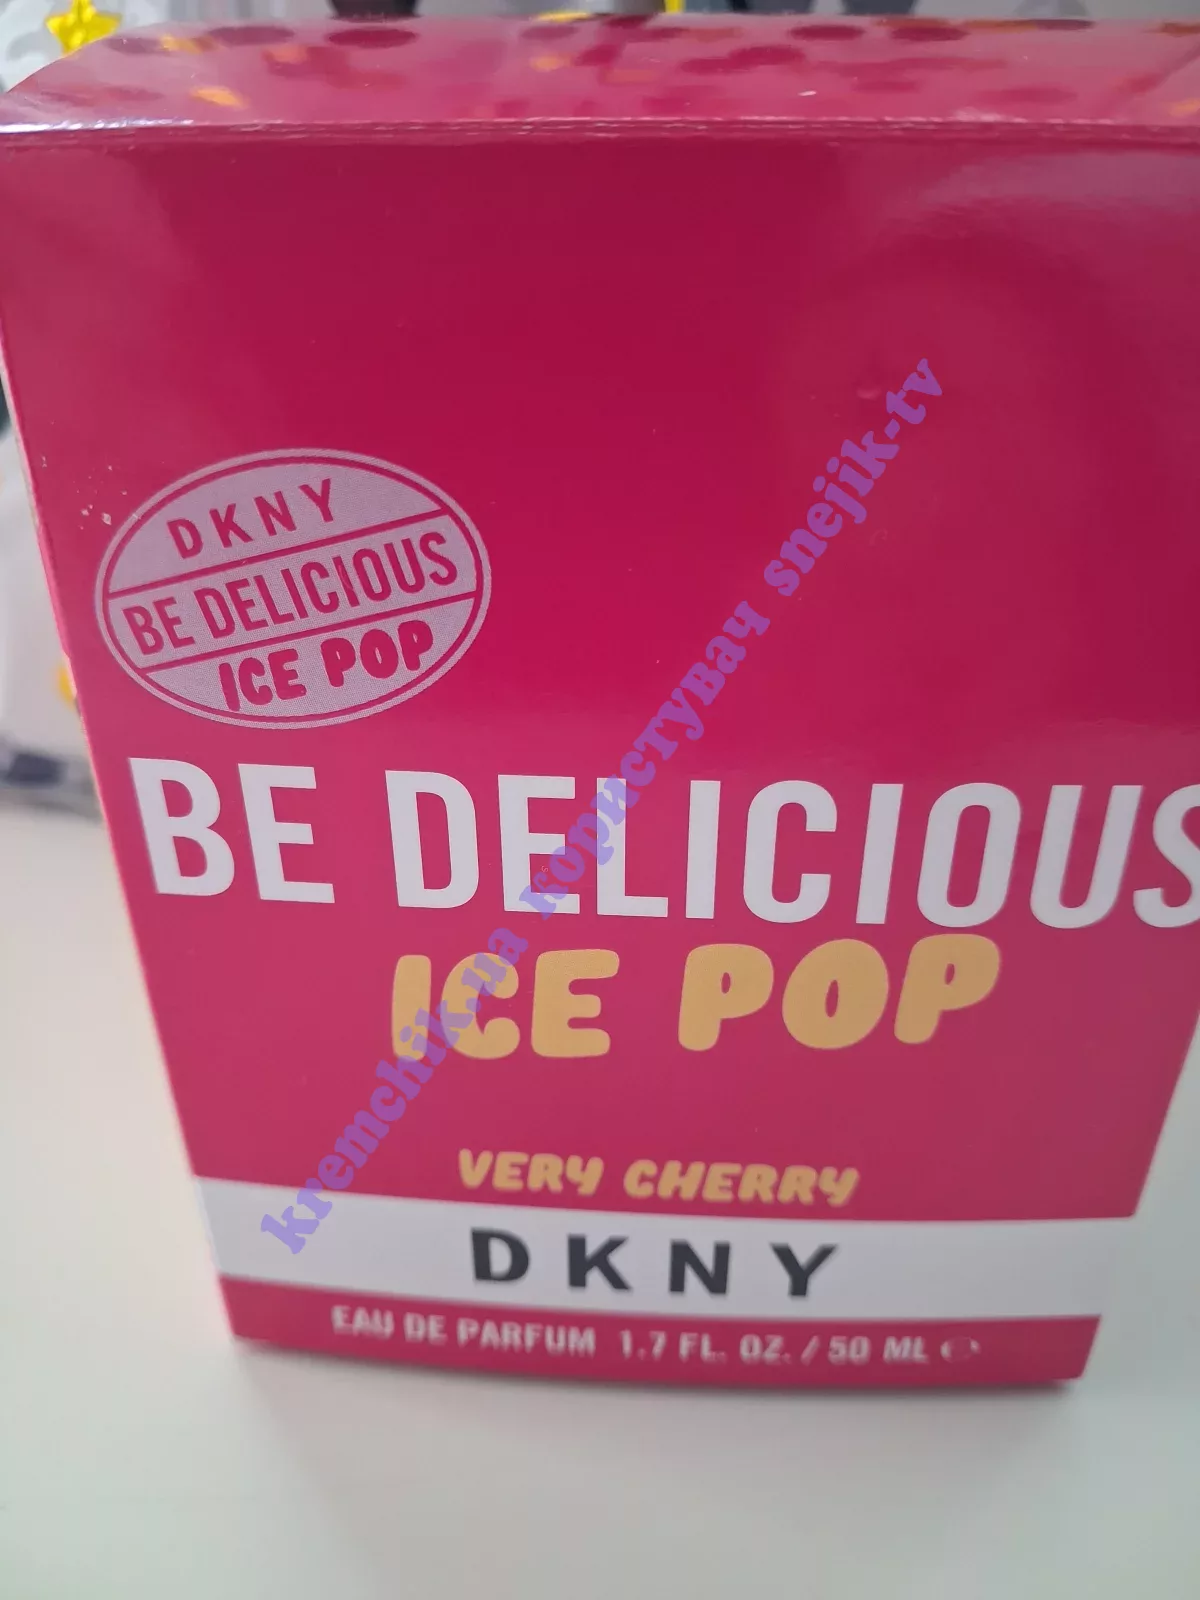 DKNY
BE DELICIOUS
ICE POP
BE DELICIOUS
ICE POP
VERY CHERRY
DKNY
EAU DE PARFUM 1.7 FL. OZ. / 50 ML ℮
kremchik.ua користувач snejik-tv